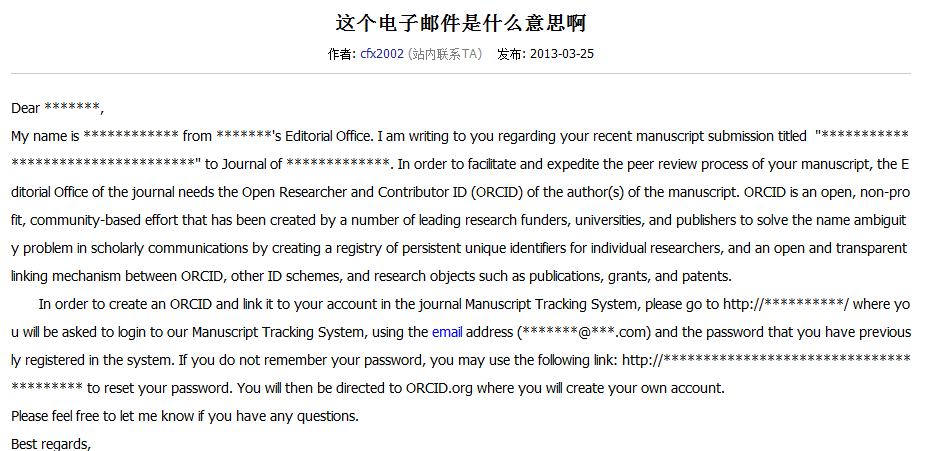 这个电子邮件是什么意思啊
作者: cfx2002 (站内联系TA) 发布: 2013-03-25
Dear *******,
My name is ************ from *******'s Editorial Office. I am writing to you regarding your recent manuscript submission titled "***********
***********************" to Journal of *************. In order to facilitate and expedite the peer review process of your manuscript, the E
ditorial Office of the journal needs the Open Researcher and Contributor ID (ORCID) of the author(s) of the manuscript. ORCID is an open, non-pro
fit, community-based effort that has been created by a number of leading research funders, universities, and publishers to solve the name ambiguit
y problem in scholarly communications by creating a registry of persistent unique identifiers for individual researchers, and an open and transparent
linking mechanism between ORCID, other ID schemes, and research objects such as publications, grants, and patents.
In order to create an ORCID and link it to your account in the journal Manuscript Tracking System, please go to http://**********/ where yo
u will be asked to login to our Manuscript Tracking System, using the email address (*******@***.com) and the password that you have previous
ly registered in the system. If you do not remember your password, you may use the following link: http://*******************************
********* to reset your password. You will then be directed to ORCID.org where you will create your own account.
Please feel free to let me know if you have any questions.
Best regards,